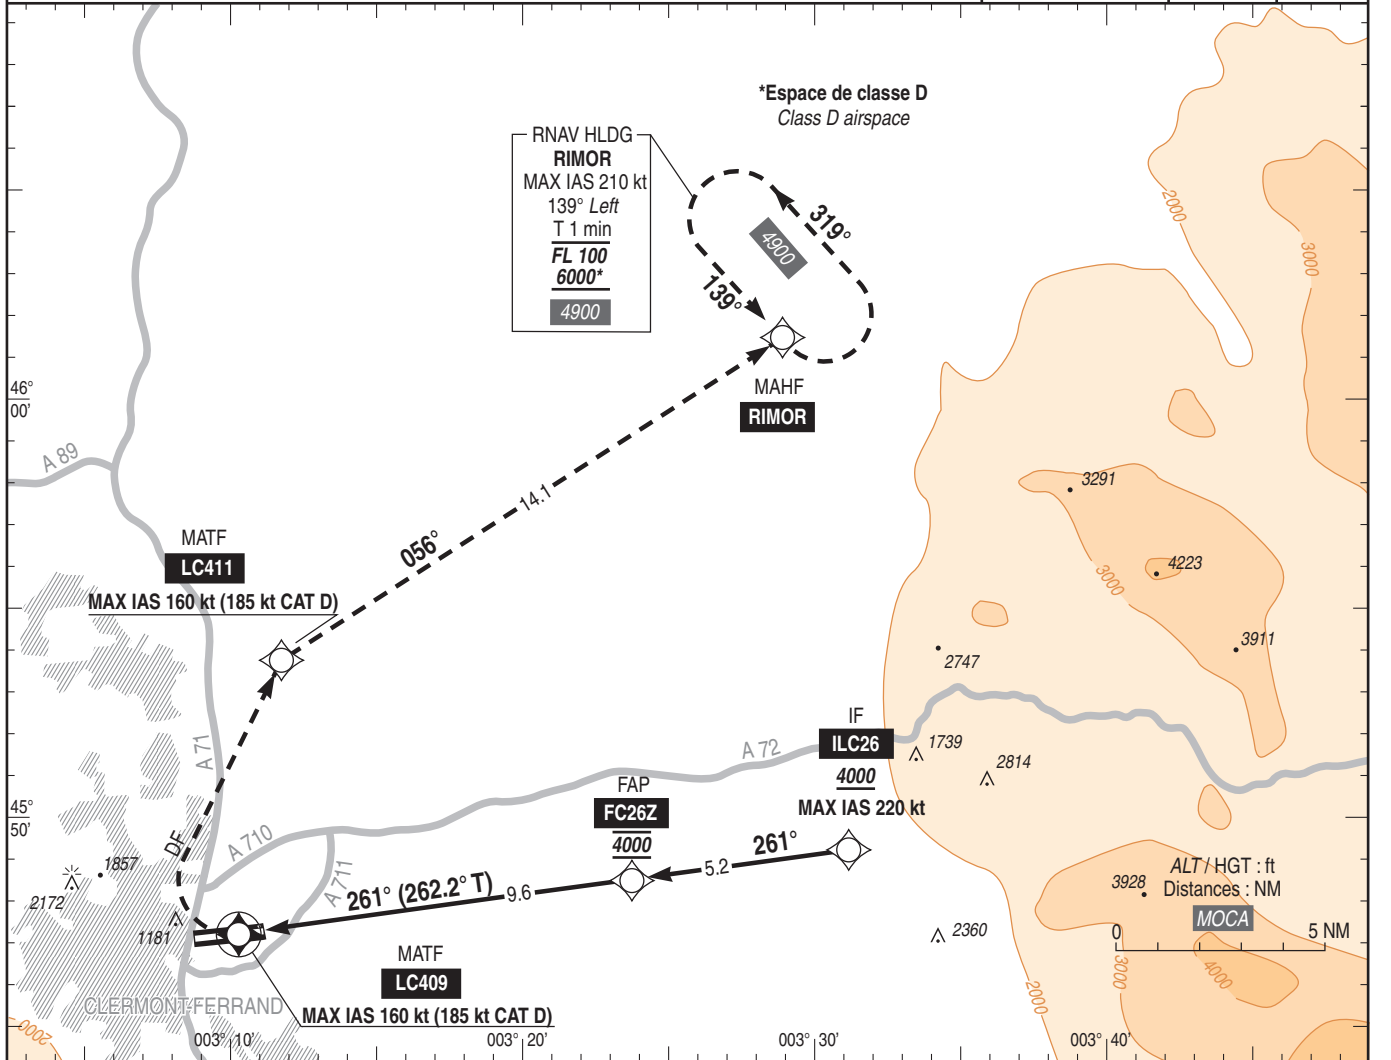 *Espace de classe D
Class D airspace
RNAV HLDG
RIMOR
MAX IAS 210 kt
139° Left
T 1 min
FL 100
6000*
4900
4900
319°
139°
MAHF
RIMOR
2000
3000
46°
00'
A 89
14.1
056°
MATF
LC411
MAX IAS 160 kt (185 kt CAT D)
3291
4223
3000
3911
2747
A 71
A 72
IF
ILC26
4000
MAX IAS 220 kt
1739
2814
FAP
FC26Z
4000
45°
50'
DF
A 710
A 711
261°
5.2
261° (262.2° T)
9.6
1857
2172
1181
3928
ALT / HGT : ft
Distances : NM
MOCA
0
5 NM
2360
MATF
LC409
MAX IAS 160 kt (185 kt CAT D)
CLERMONT-FERRAND
2000
2000
3000
4000
003° 10'
003° 20'
003° 30'
003° 40'